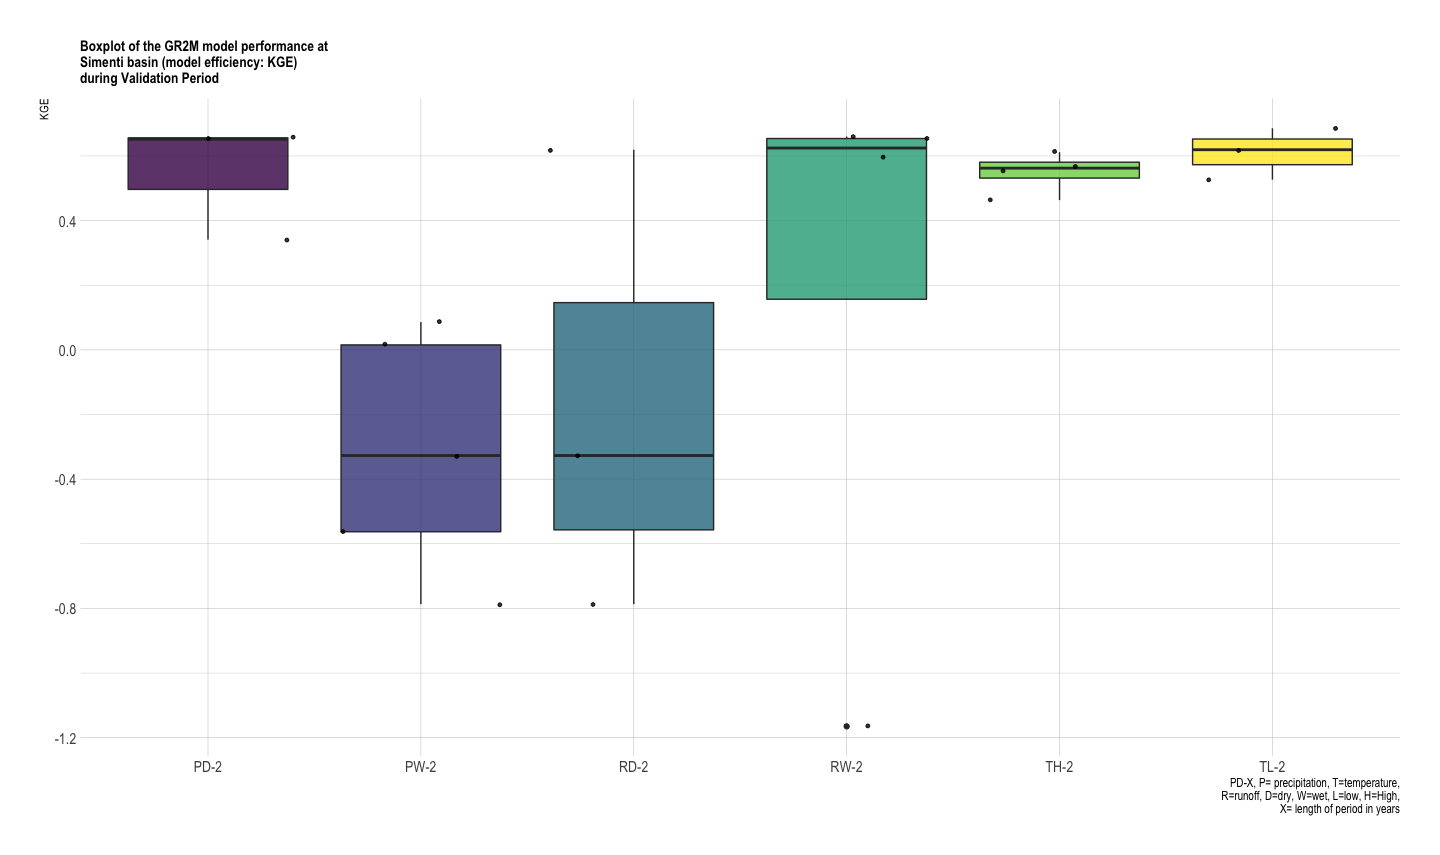 Boxplot of the GR2M model performance at
Simenti basin (model efficiency: KGE)
during Validation Period
KGE
0.4
0.0
-0.4
-0.8
-1.2
PD-2 PW-2 RD-2 RW-2 TH-2 TL-2
PD-X, P= precipitation, T=temperature,
R=runoff, D=dry, W=wet, L=low, H=High,
X= length of period in years